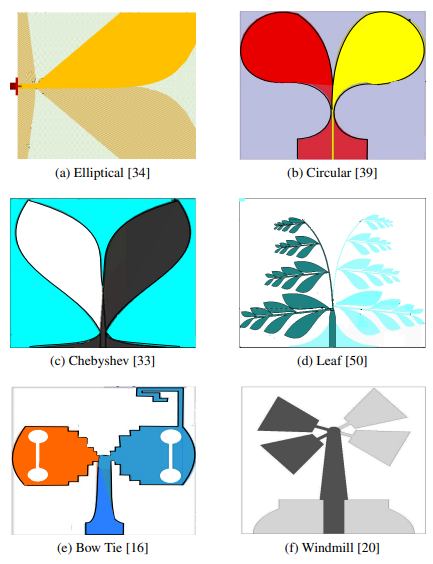 (a) Elliptical [34]
(b) Circular [39]
(c) Chebyshev [33]
(d) Leaf [50]
(e) Bow Tie [16]
(f) Windmill [20]